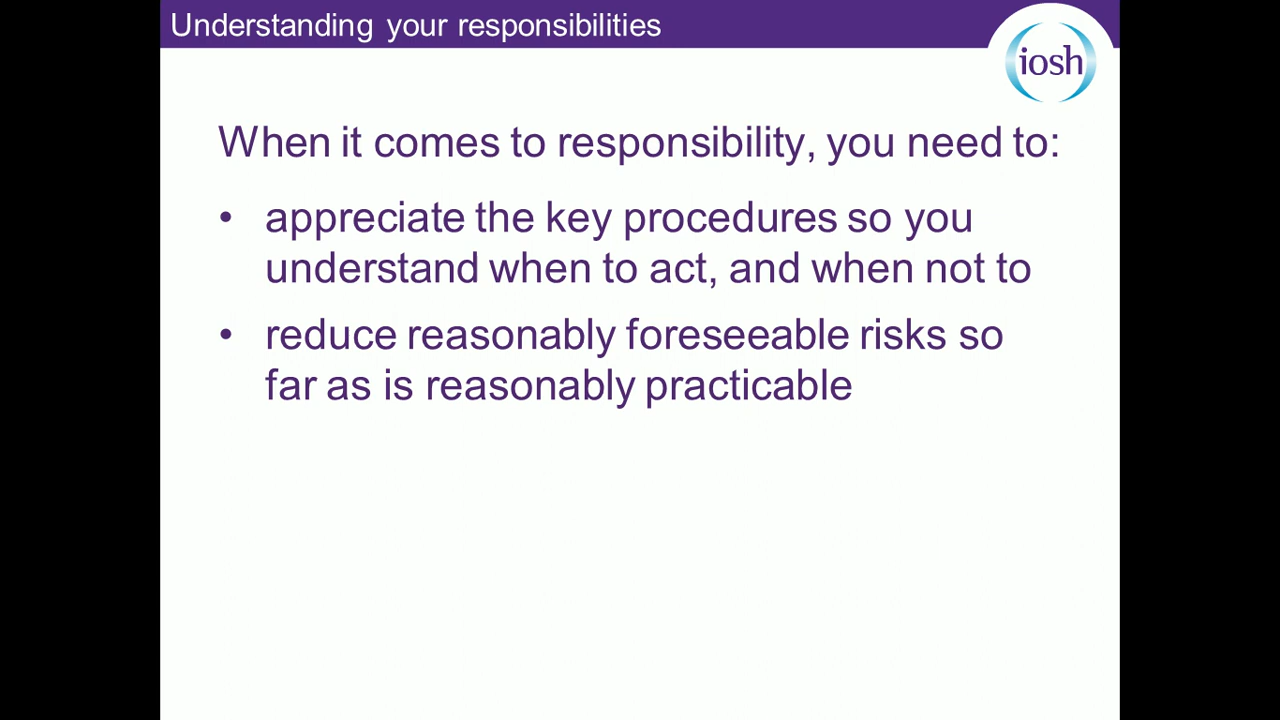 Understanding your responsibilities
iosh
When it comes to responsibility, you need to:
• appreciate the key procedures so you
understand when to act, and when not to
• reduce reasonably foreseeable risks so
far as is reasonably practicable